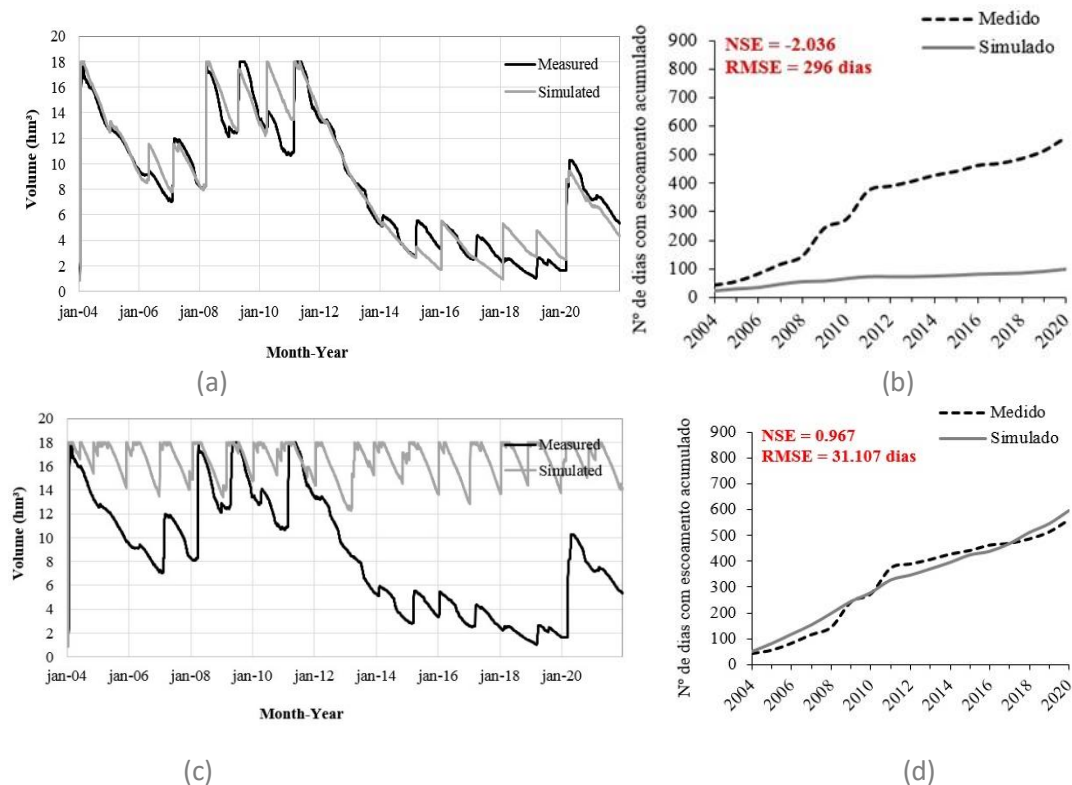 20
18
16
14
12
10
8
6
4
2
0
Volume (hm³)
Measured
Simulated
jan-04 jan-06 jan-08 jan-10 jan-12 jan-14 jan-16 jan-18 jan-20
Month-Year
(a)
Medido
Simulado
NSE = -2.036
RMSE = 296 dias
900
800
700
600
500
400
300
200
100
0
Nº de dias com escoamento acumulado
2004 2006 2008 2010 2012 2014 2016 2018 2020
(b)
20
18
16
14
12
10
8
6
4
2
0
Volume (hm³)
Measured
Simulated
jan-04 jan-06 jan-08 jan-10 jan-12 jan-14 jan-16 jan-18 jan-20
Month-Year
(c)
Medido
Simulado
NSE = 0.967
RMSE = 31.107 dias
900
800
700
600
500
400
300
200
100
0
Nº de dias com escoamento acumulado
2004 2006 2008 2010 2012 2014 2016 2018 2020
(d)